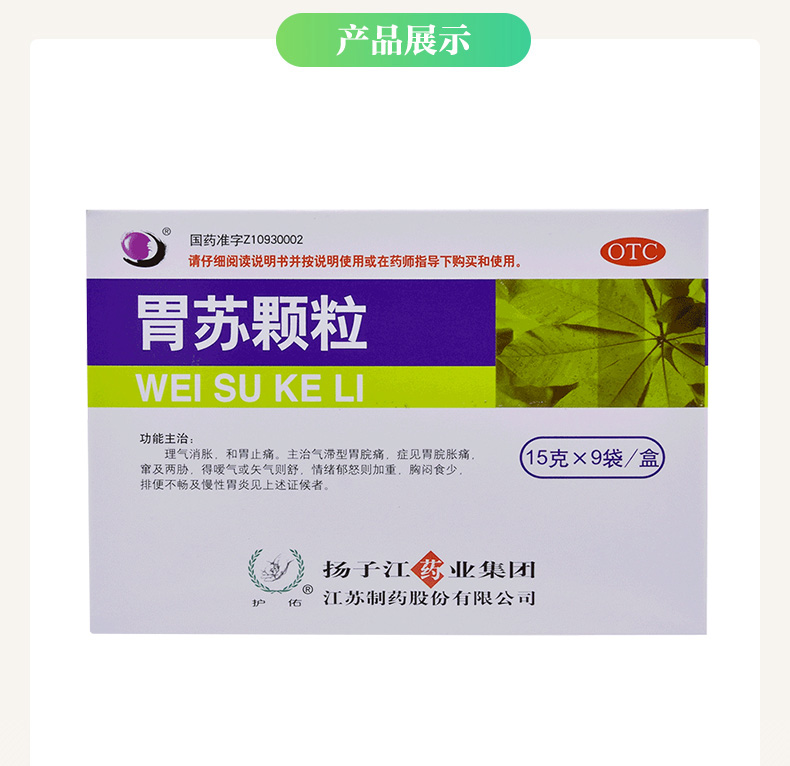 产品展示
国药准字Z10930002
请仔细阅读说明书并按说明使用或在药师指导下购买和使用。
OTC
胃苏颗粒
WEI SU KE LI
功能主治:
理气消胀，和胃止痛。主治气滞型胃脘痛，症见胃脘胀痛，
窜及两胁，得嗳气或矢气则舒，情绪郁怒则加重，胸闷食少，
排便不畅及慢性胃炎见上述证候者。
15克×9袋/盒
扬子江药业集团
江苏制药股份有限公司
护佑®